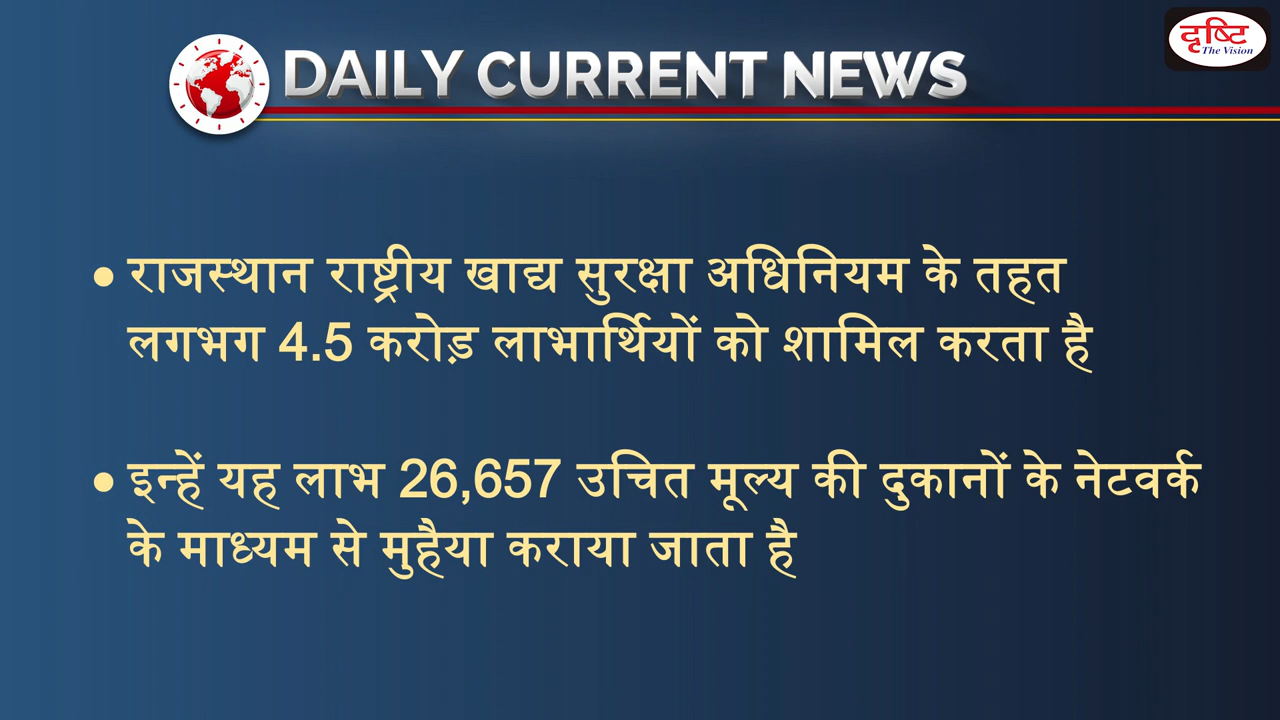 DAILY CURRENT NEWS
दृष्टि
The Vision
• राजस्थान राष्ट्रीय खाद्य सुरक्षा अधिनियम के तहत
लगभग 4.5 करोड़ लाभार्थियों को शामिल करता है
• इन्हें यह लाभ 26,657 उचित मूल्य की दुकानों के नेटवर्क
के माध्यम से मुहैया कराया जाता है